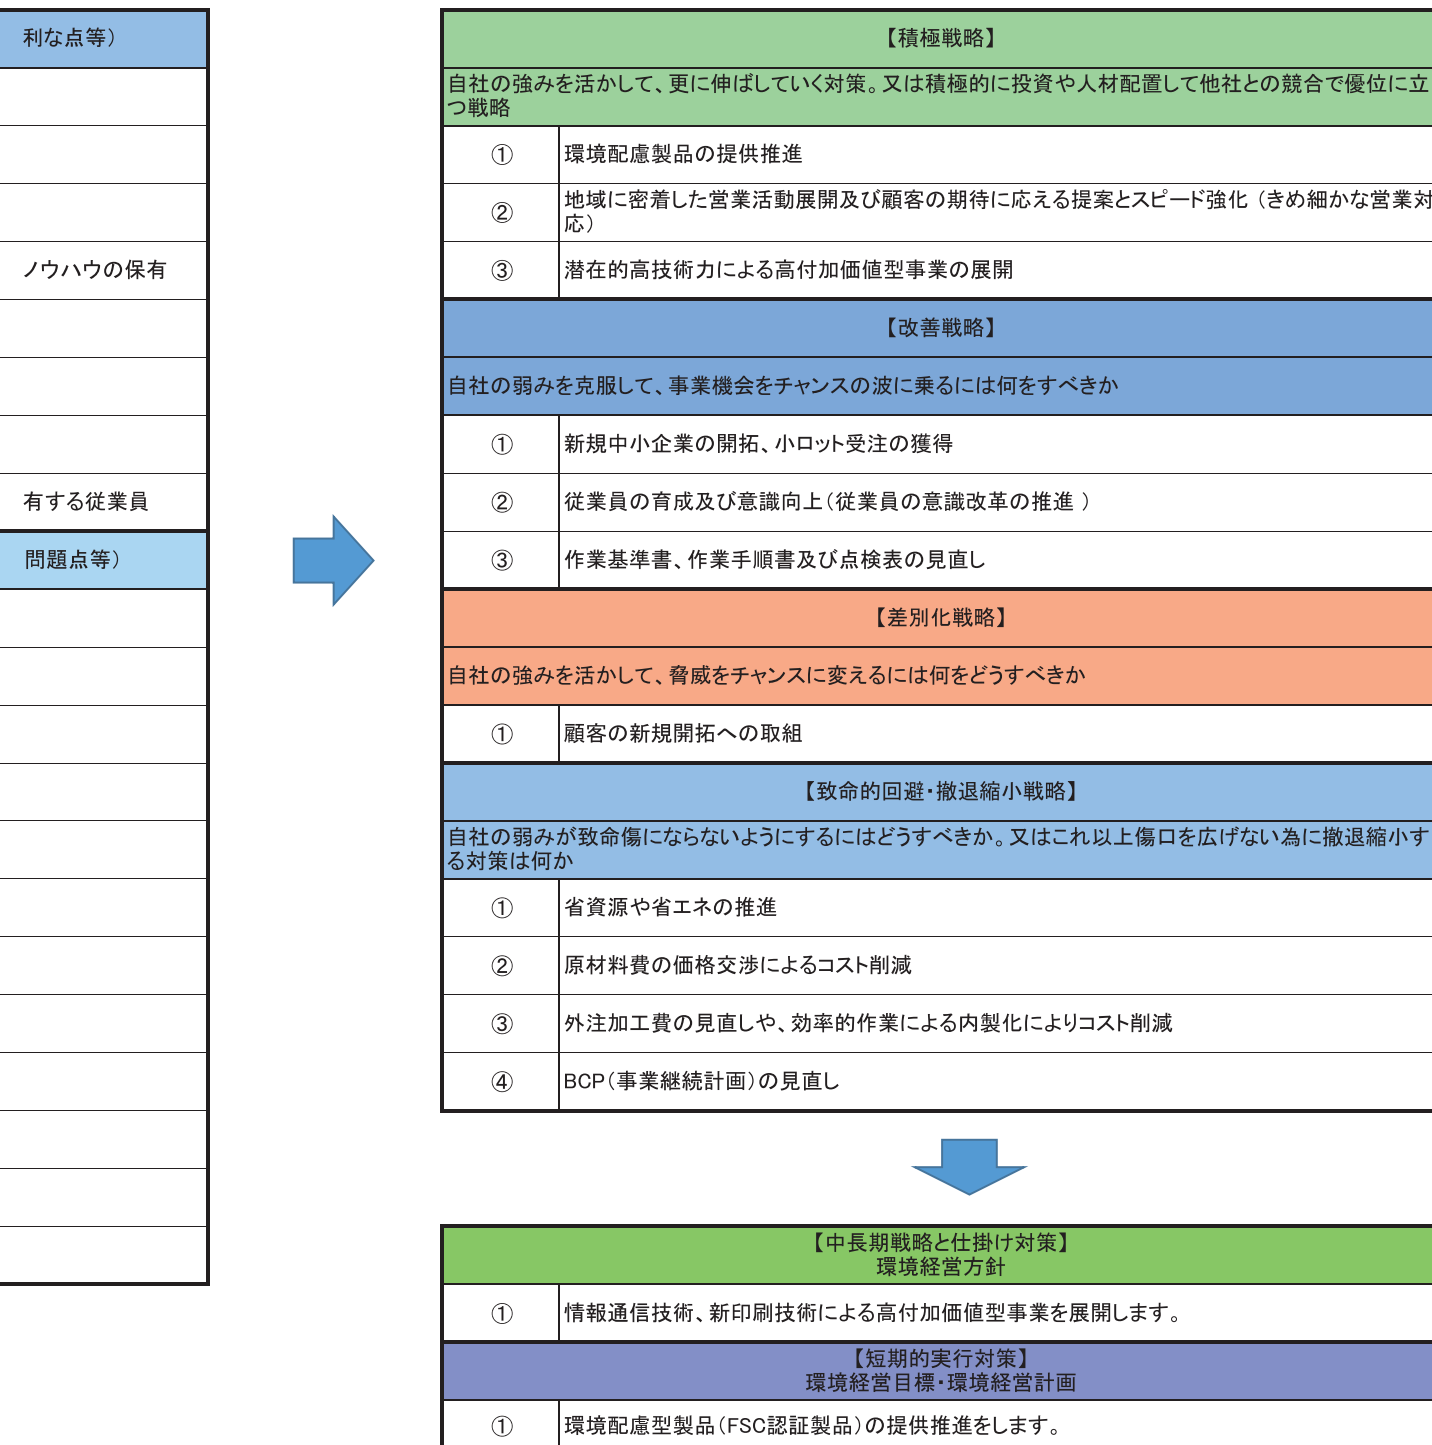 利な点等）
ノウハウの保有
有する従業員
問題点等）
【積極戦略】
自社の強みを活かして、更に伸ばしていく対策。又は積極的に投資や人材配置して他社との競合で優位に立
つ戦略
① 環境配慮製品の提供推進
② 地域に密着した営業活動展開及び顧客の期待に応える提案とスピード強化（きめ細かな営業対
応）
③ 潜在的高技術力による高付加価値型事業の展開
【改善戦略】
自社の弱みを克服して、事業機会をチャンスの波に乗るには何をすべきか
① 新規中小企業の開拓、小ロット受注の獲得
② 従業員の育成及び意識向上（従業員の意識改革の推進 ）
③ 作業基準書、作業手順書及び点検表の見直し
【差別化戦略】
自社の強みを活かして、脅威をチャンスに変えるには何をどうすべきか
① 顧客の新規開拓への取組
【致命的回避・撤退縮小戦略】
自社の弱みが致命傷にならないようにするにはどうすべきか。又はこれ以上傷口を広げない為に撤退縮小す
る対策は何か
① 省資源や省エネの推進
② 原材料費の価格交渉によるコスト削減
③ 外注加工費の見直しや、効率的作業による内製化によりコスト削減
④ BCP（事業継続計画）の見直し
【中長期戦略と仕掛け対策】
環境経営方針
① 情報通信技術、新印刷技術による高付加価値型事業を展開します。
【短期的実行対策】
環境経営目標・環境経営計画
① 環境配慮型製品（FSC認証製品）の提供推進をします。